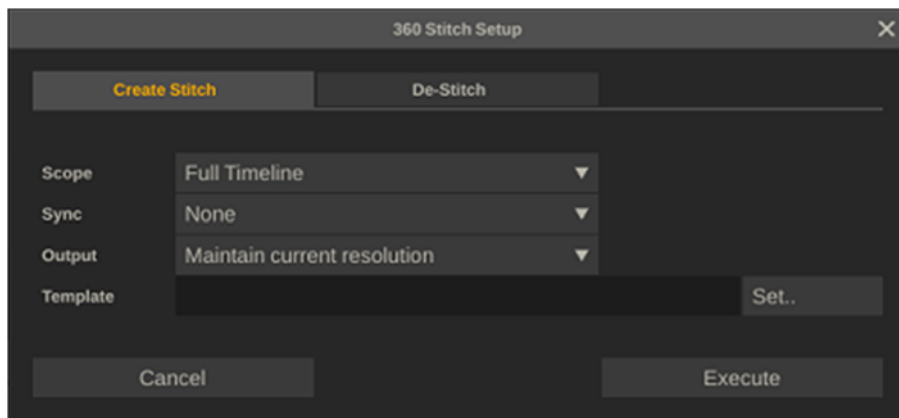 360 Stitch Setup
Create Stitch De-Stitch
Scope Full Timeline
Sync None
Output Maintain current resolution
Template Set..
Cancel Execute